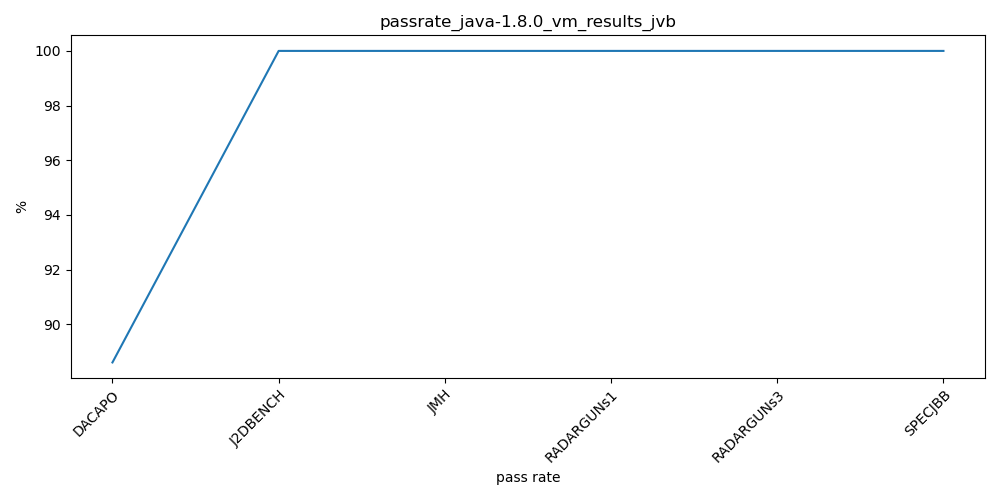 passrate_java-1.8.0_vm_results_jvb
100
98
96
94
92
90
%
DACAPO
J2DBENCH
JMH
RADARGUNs1
RADARGUNs3
SPECJBB
pass rate